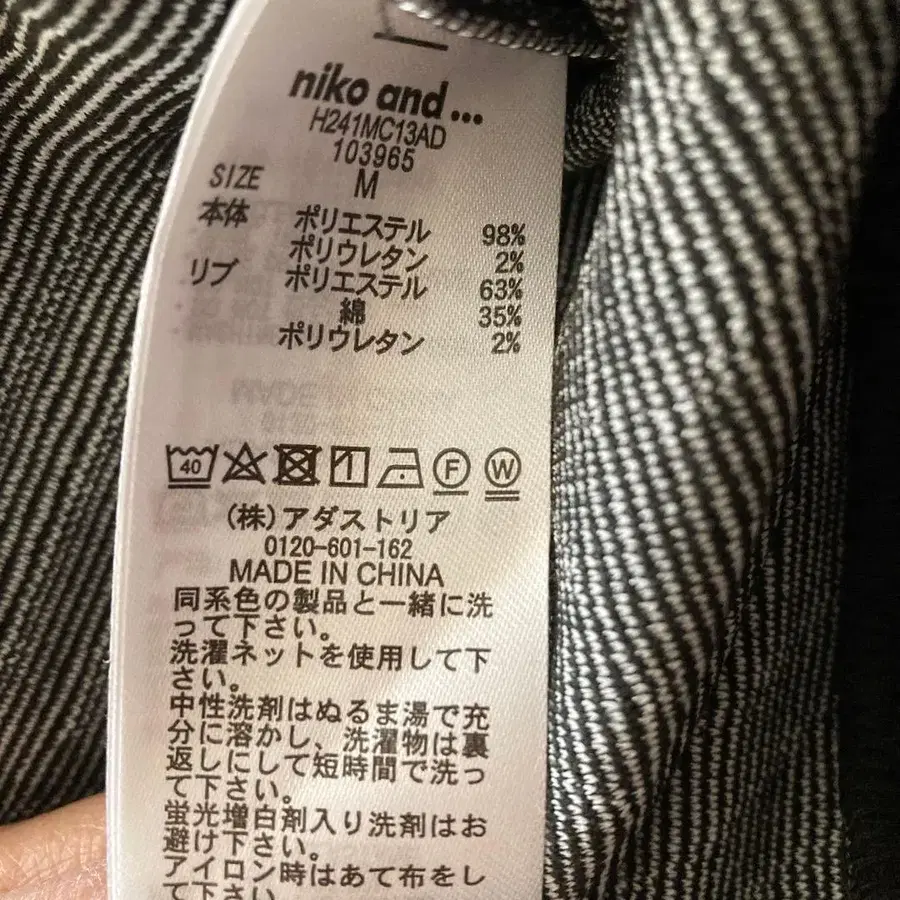 niko and ...
H241MC13AD
103965
SIZE M
本体 ポリエステル 98%
ポリウレタン 2%
リブ ポリエステル 63%
綿 35%
ポリウレタン 2%
40 F W
(株)アダストリア
0120-601-162
MADE IN CHINA
同系色の製品と一緒に洗
って下さい。
洗濯ネットを使用して下
さい。
中性洗剤はぬるま湯で充
分に溶かし、洗濯物は裏
返しにして短時間で洗っ
て下さい。
蛍光増白剤入り洗剤はお
避け下さい。
アイロン時はあて布をし
て下さい。